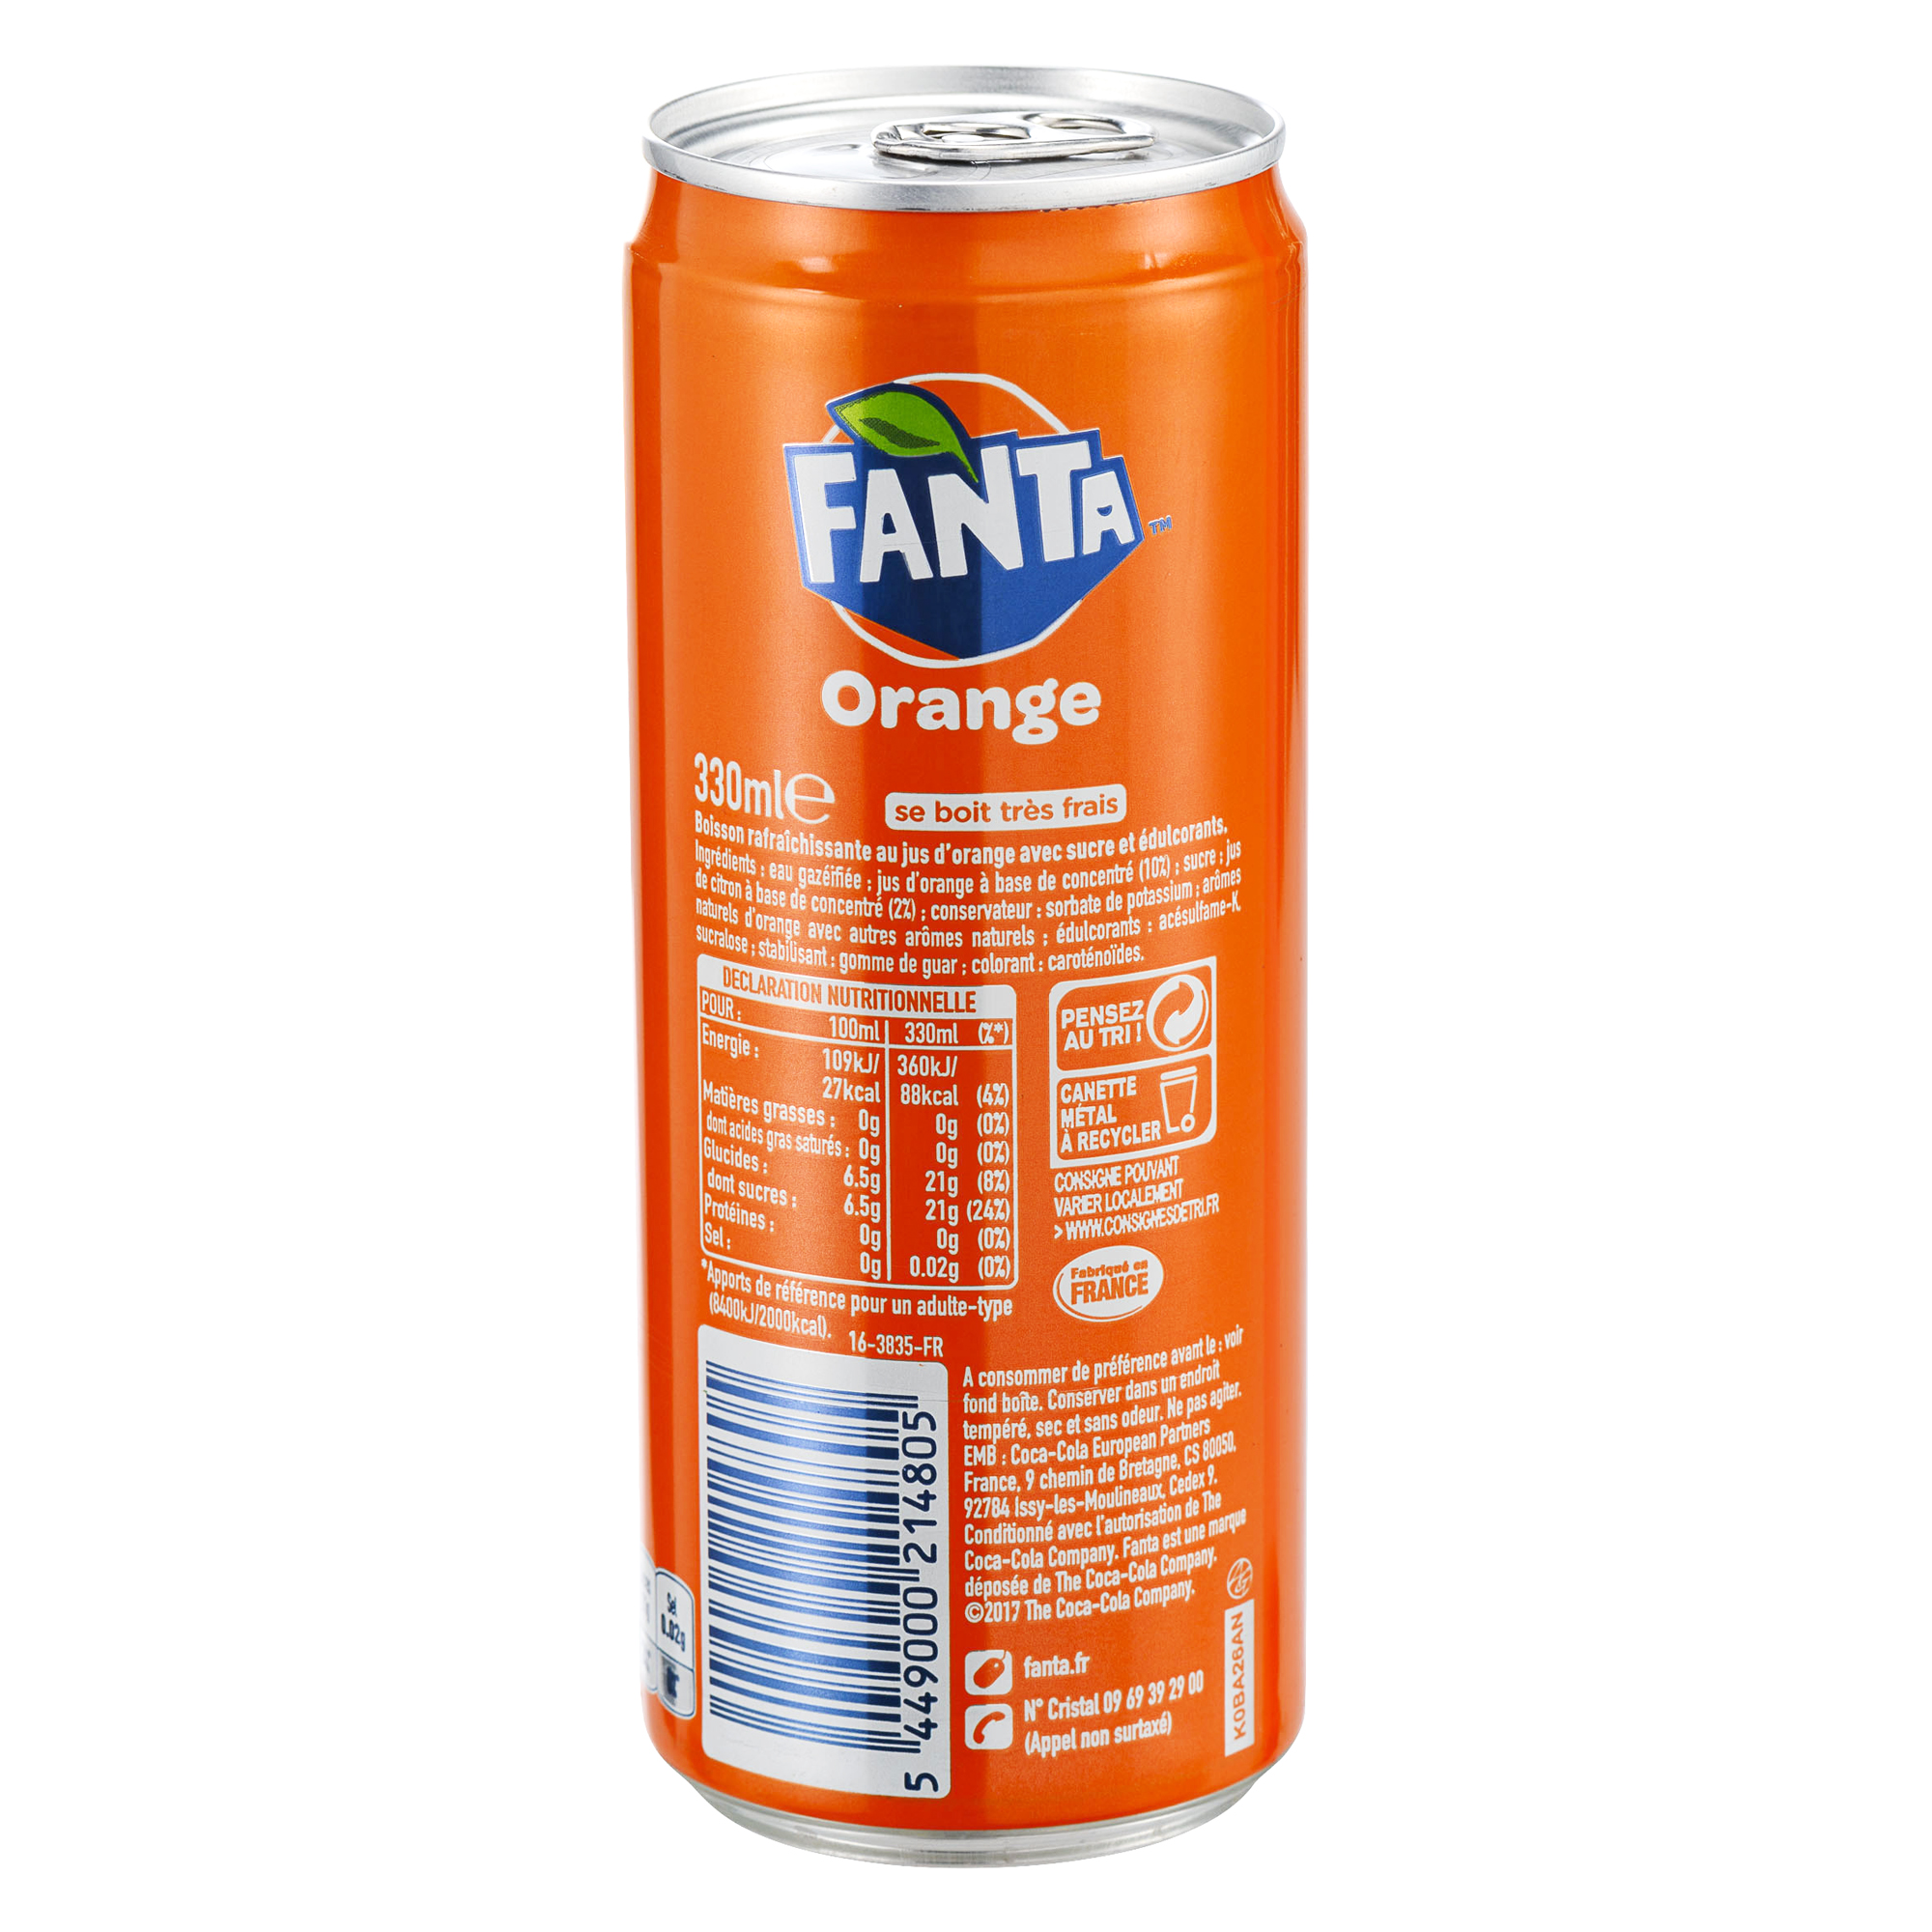 FANTA™
Orange
330ml℮
se boit très frais
Boisson rafraîchissante au jus d'orange avec sucre et édulcorants.
Ingrédients : eau gazéifiée ; jus d'orange à base de concentré (10%) ; sucre ; jus
de citron à base de concentré (2%) ; conservateur : sorbate de potassium ; arômes
naturels d'orange avec autres arômes naturels ; édulcorants : acésulfame-K,
sucralose ; stabilisant : gomme de guar ; colorant : caroténoïdes.
DECLARATION NUTRITIONNELLE
POUR : 100ml 330ml (%*)
Energie : 109kJ/ 360kJ/
27kcal 88kcal (4%)
Matières grasses : 0g 0g (0%)
dont acides gras saturés : 0g 0g (0%)
Glucides : 6.5g 21g (8%)
dont sucres : 6.5g 21g (24%)
Protéines : 0g 0g (0%)
Sel : 0g 0.02g (0%)
*Apports de référence pour un adulte-type
(8400kJ/2000kcal).
16-3835-FR
PENSEZ
AU TRI !
CANETTE
MÉTAL
À RECYCLER
CONSIGNE POUVANT
VARIER LOCALEMENT
> WWW.CONSIGNESDETRI.FR
Fabriqué en
FRANCE
A consommer de préférence avant le : voir
fond boîte. Conserver dans un endroit
tempéré, sec et sans odeur. Ne pas agiter.
EMB : Coca-Cola European Partners
France, 9 chemin de Bretagne, CS 80050,
92784 Issy-les-Moulineaux, Cedex 9.
Conditionné avec l'autorisation de The
Coca-Cola Company. Fanta est une marque
déposée de The Coca-Cola Company.
©2017 The Coca-Cola Company.
fanta.fr
N° Cristal 09 69 39 29 00
(Appel non surtaxé)
K0BA26AN
5 449000 214805
Sel
0.02g